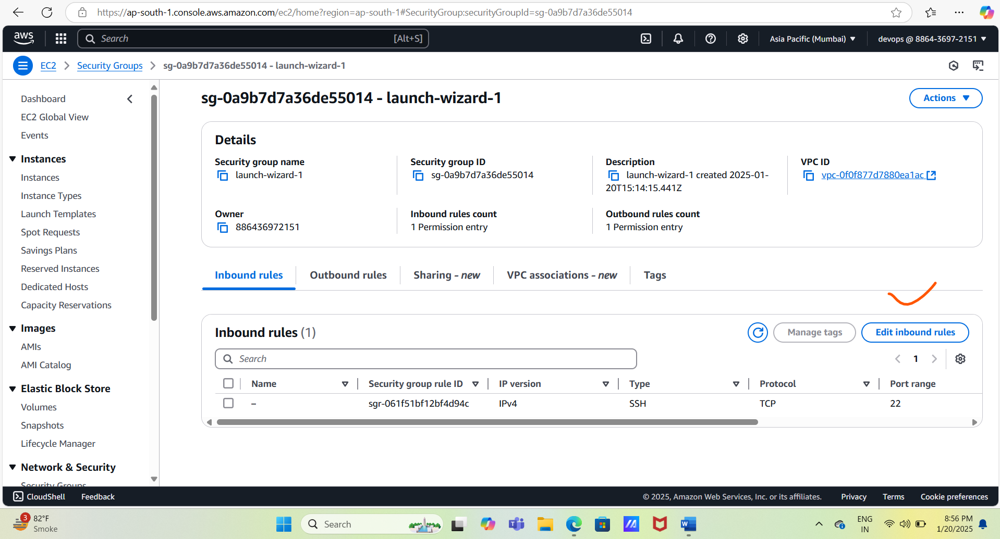 https://ap-south-1.console.aws.amazon.com/ec2/home?region=ap-south-1#SecurityGroup:securityGroupId=sg-0a9b7d7a36de55014
aws
Search
[Alt+S]
Asia Pacific (Mumbai)
devops @ 8864-3697-2151
EC2
Security Groups
sg-0a9b7d7a36de55014 - launch-wizard-1
Dashboard
EC2 Global View
Events
Instances
Instances
Instance Types
Launch Templates
Spot Requests
Savings Plans
Reserved Instances
Dedicated Hosts
Capacity Reservations
Images
AMIs
AMI Catalog
Elastic Block Store
Volumes
Snapshots
Lifecycle Manager
Network & Security
Security Groups
sg-0a9b7d7a36de55014 - launch-wizard-1
Actions
Details
Security group name
launch-wizard-1
Security group ID
sg-0a9b7d7a36de55014
Description
launch-wizard-1 created 2025-01-
20T15:14:15.441Z
VPC ID
vpc-0f0f877d7880ea1ac
Owner
886436972151
Inbound rules count
1 Permission entry
Outbound rules count
1 Permission entry
Inbound rules
Outbound rules
Sharing - new
VPC associations - new
Tags
Inbound rules (1)
Manage tags
Edit inbound rules
Search
1
Name
Security group rule ID
IP version
Type
Protocol
Port range
–
sgr-061f51bf12bf4d94c
IPv4
SSH
TCP
22
CloudShell
Feedback
© 2025, Amazon Web Services, Inc. or its affiliates.
Privacy
Terms
Cookie preferences
3
82°F
Smoke
Search
ENG
IN
8:56 PM
1/20/2025